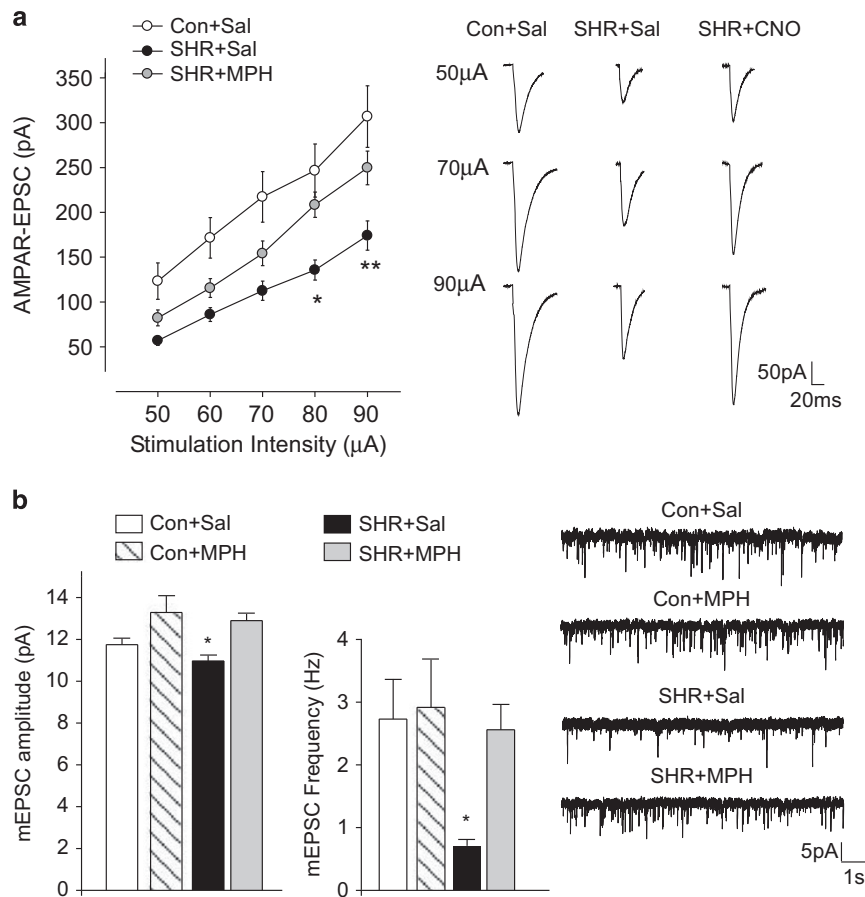 a
Con+Sal
SHR+Sal
SHR+MPH
AMPAR-EPSC (pA)
350
300
250
200
150
100
50
50 60 70 80 90
Stimulation Intensity (μA)
*
**
Con+Sal SHR+Sal SHR+CNO
50μA
70μA
90μA
50pA
20ms
b
Con+Sal
Con+MPH
SHR+Sal
SHR+MPH
mEPSC amplitude (pA)
14
12
10
8
6
4
2
0
*
mEPSC Frequency (Hz)
4
3
2
1
0
*
Con+Sal
Con+MPH
SHR+Sal
SHR+MPH
5pA
1s